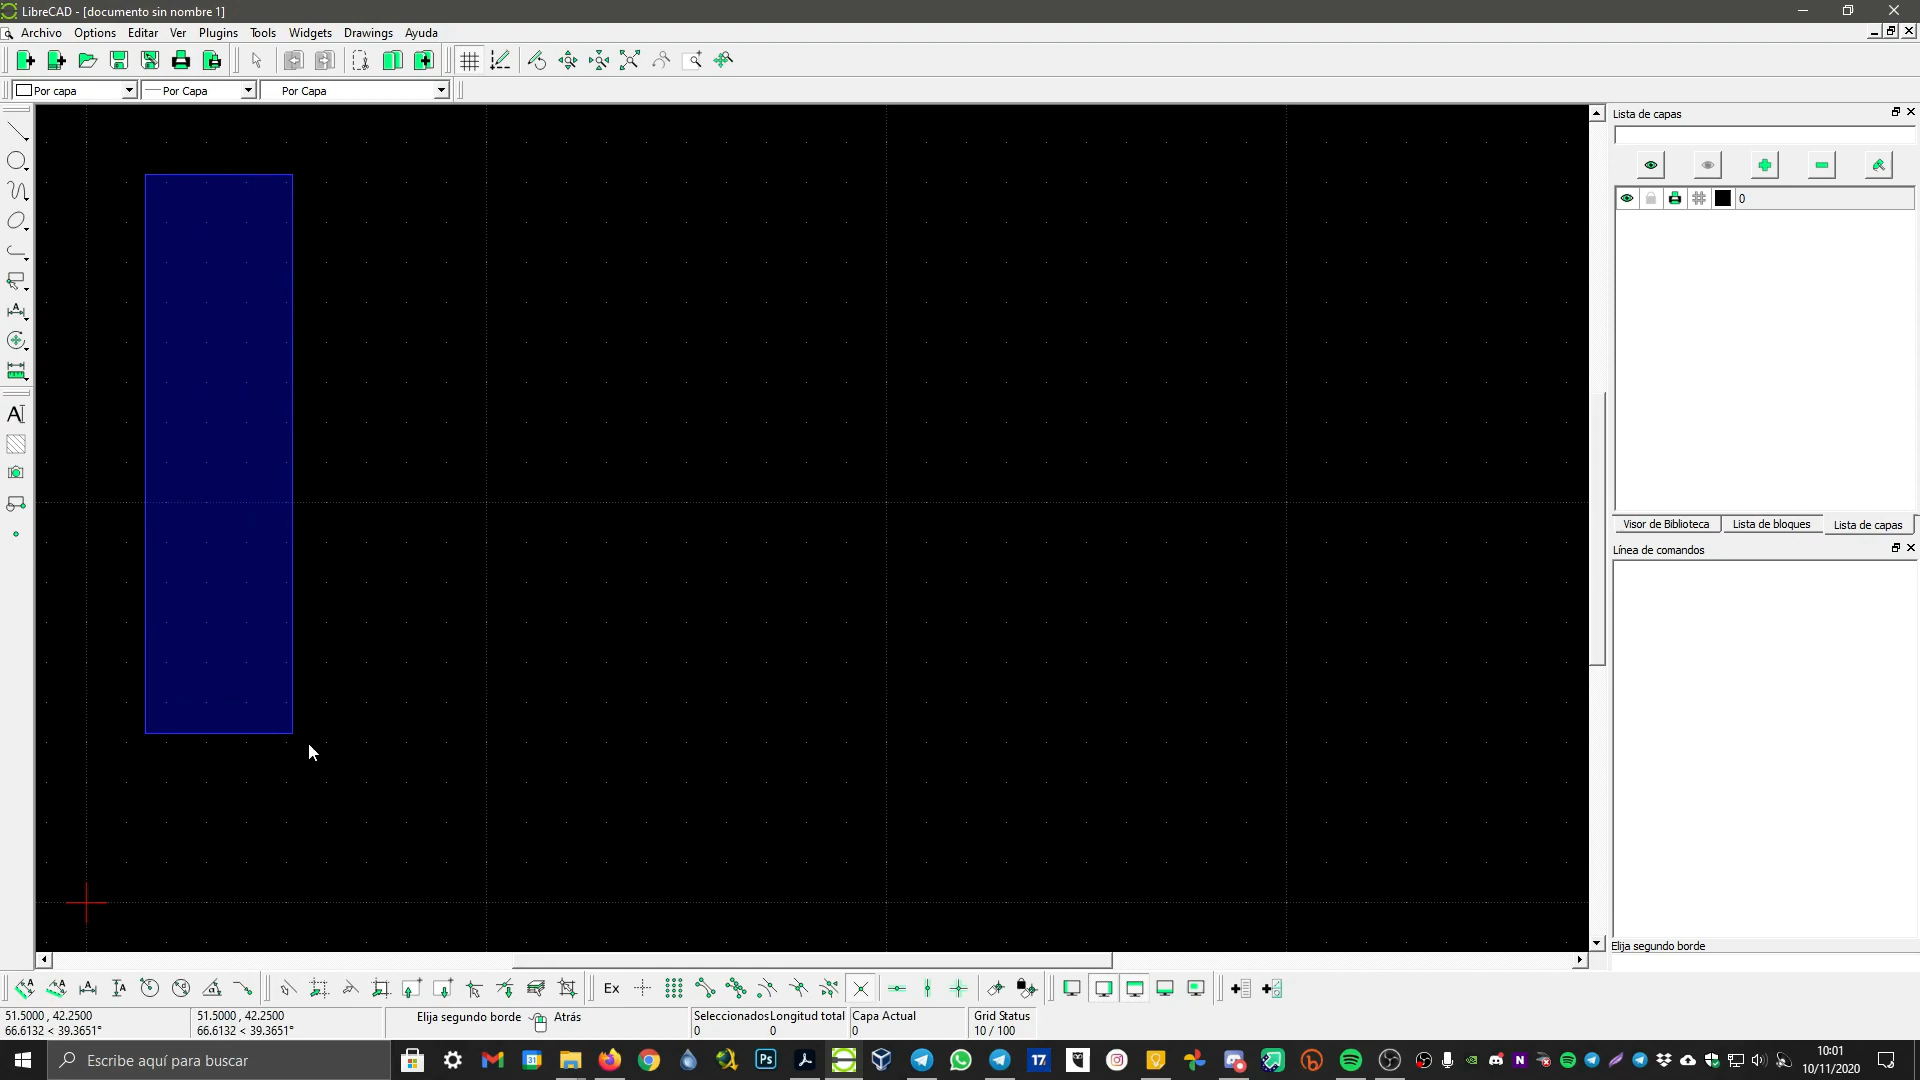 LibreCAD - [documento sin nombre 1]
Archivo Options Editar Ver Plugins Tools Widgets Drawings Ayuda
Por capa Por Capa Por Capa
Lista de capas
0
Visor de Biblioteca Lista de bloques Lista de capas
Línea de comandos
Elija segundo borde
Ex
51.5000 , 42.2500
66.6132 < 39.3651°
51.5000 , 42.2500
66.6132 < 39.3651°
Elija segundo borde Atrás
Seleccionados Longitud total
0 0
Capa Actual
0
Grid Status
10 / 100
Escribe aquí para buscar
31
Ps
17
10:01
10/11/2020